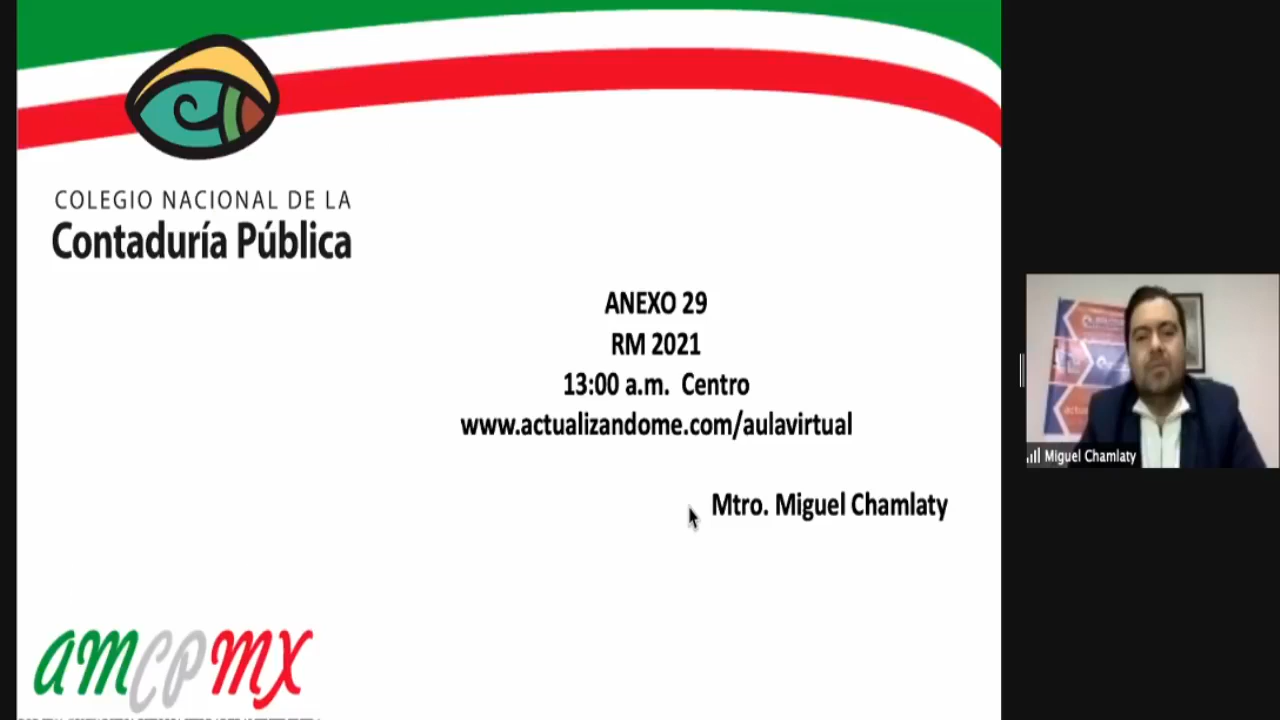 COLEGIO NACIONAL DE LA
Contaduría Pública
ANEXO 29
RM 2021
13:00 a.m. Centro
www.actualizandome.com/aulavirtual
Mtro. Miguel Chamlaty
Miguel Chamlaty
amcpmx